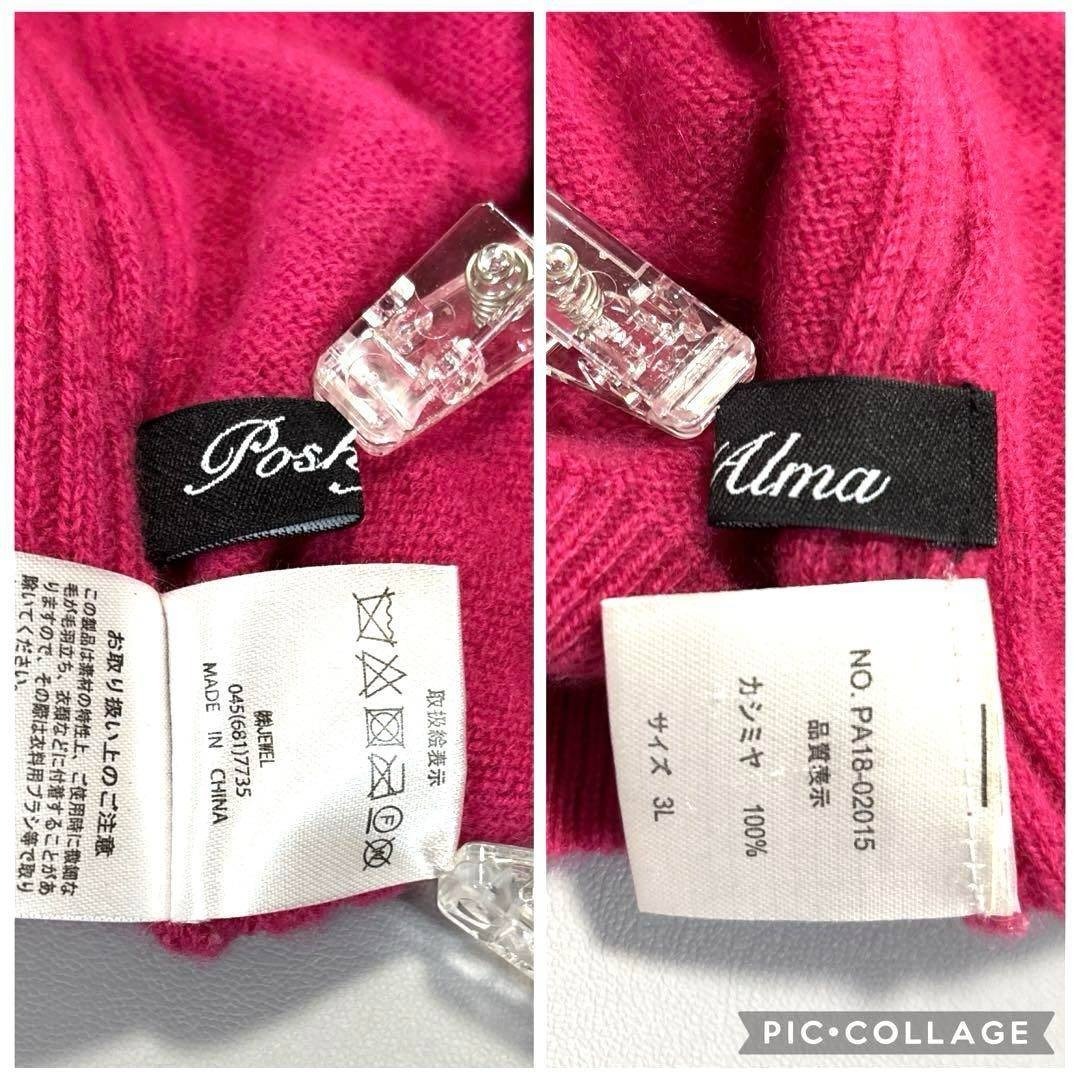 Posh
Alma
取扱絵表示
㈱JEWEL
045(681)7735
MADE IN CHINA
お取り扱い上のご注意
この製品は素材の特性上、ご使用時に微細な
毛が毛羽立ち、衣類などに付着することがあ
りますので、その際は衣料用ブラシ等で取り
除いてください。
NO. PA18-02015
品質表示
カシミヤ 100%
サイズ 3L
PIC•COLLAGE